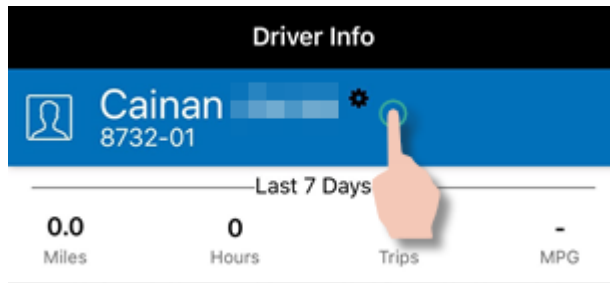 Driver Info
Cainan
8732-01
Last 7 Days
0.0 0 -
Miles Hours Trips MPG